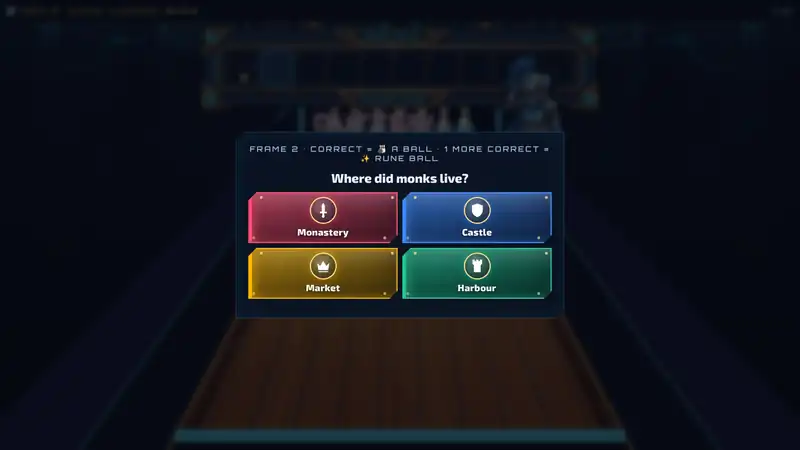 FRAME 2 · CORRECT = 🎳 A BALL · 1 MORE CORRECT =
✨ RUNE BALL
Where did monks live?
Monastery
Castle
Market
Harbour